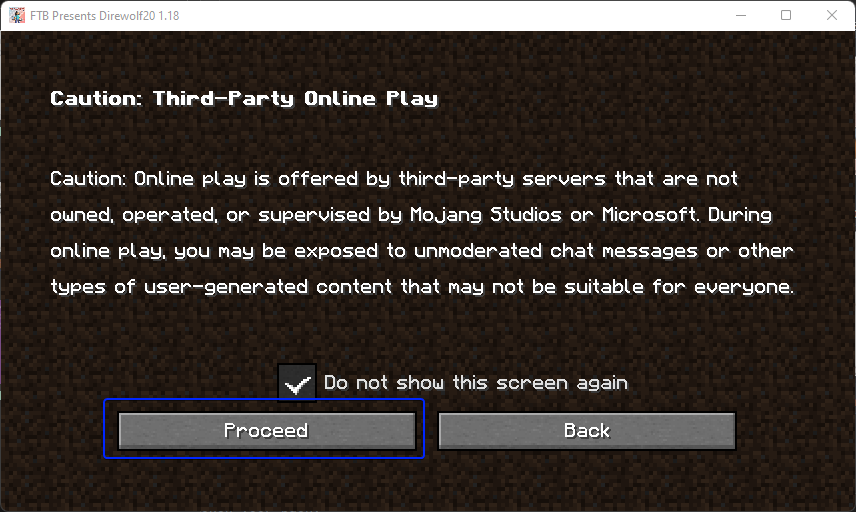 FTB Presents Direwolf20 1.18
Caution: Third-Party Online Play
Caution: Online play is offered by third-party servers that are not
owned, operated, or supervised by Mojang Studios or Microsoft. During
online play, you may be exposed to unmoderated chat messages or other
types of user-generated content that may not be suitable for everyone.
Do not show this screen again
Proceed
Back